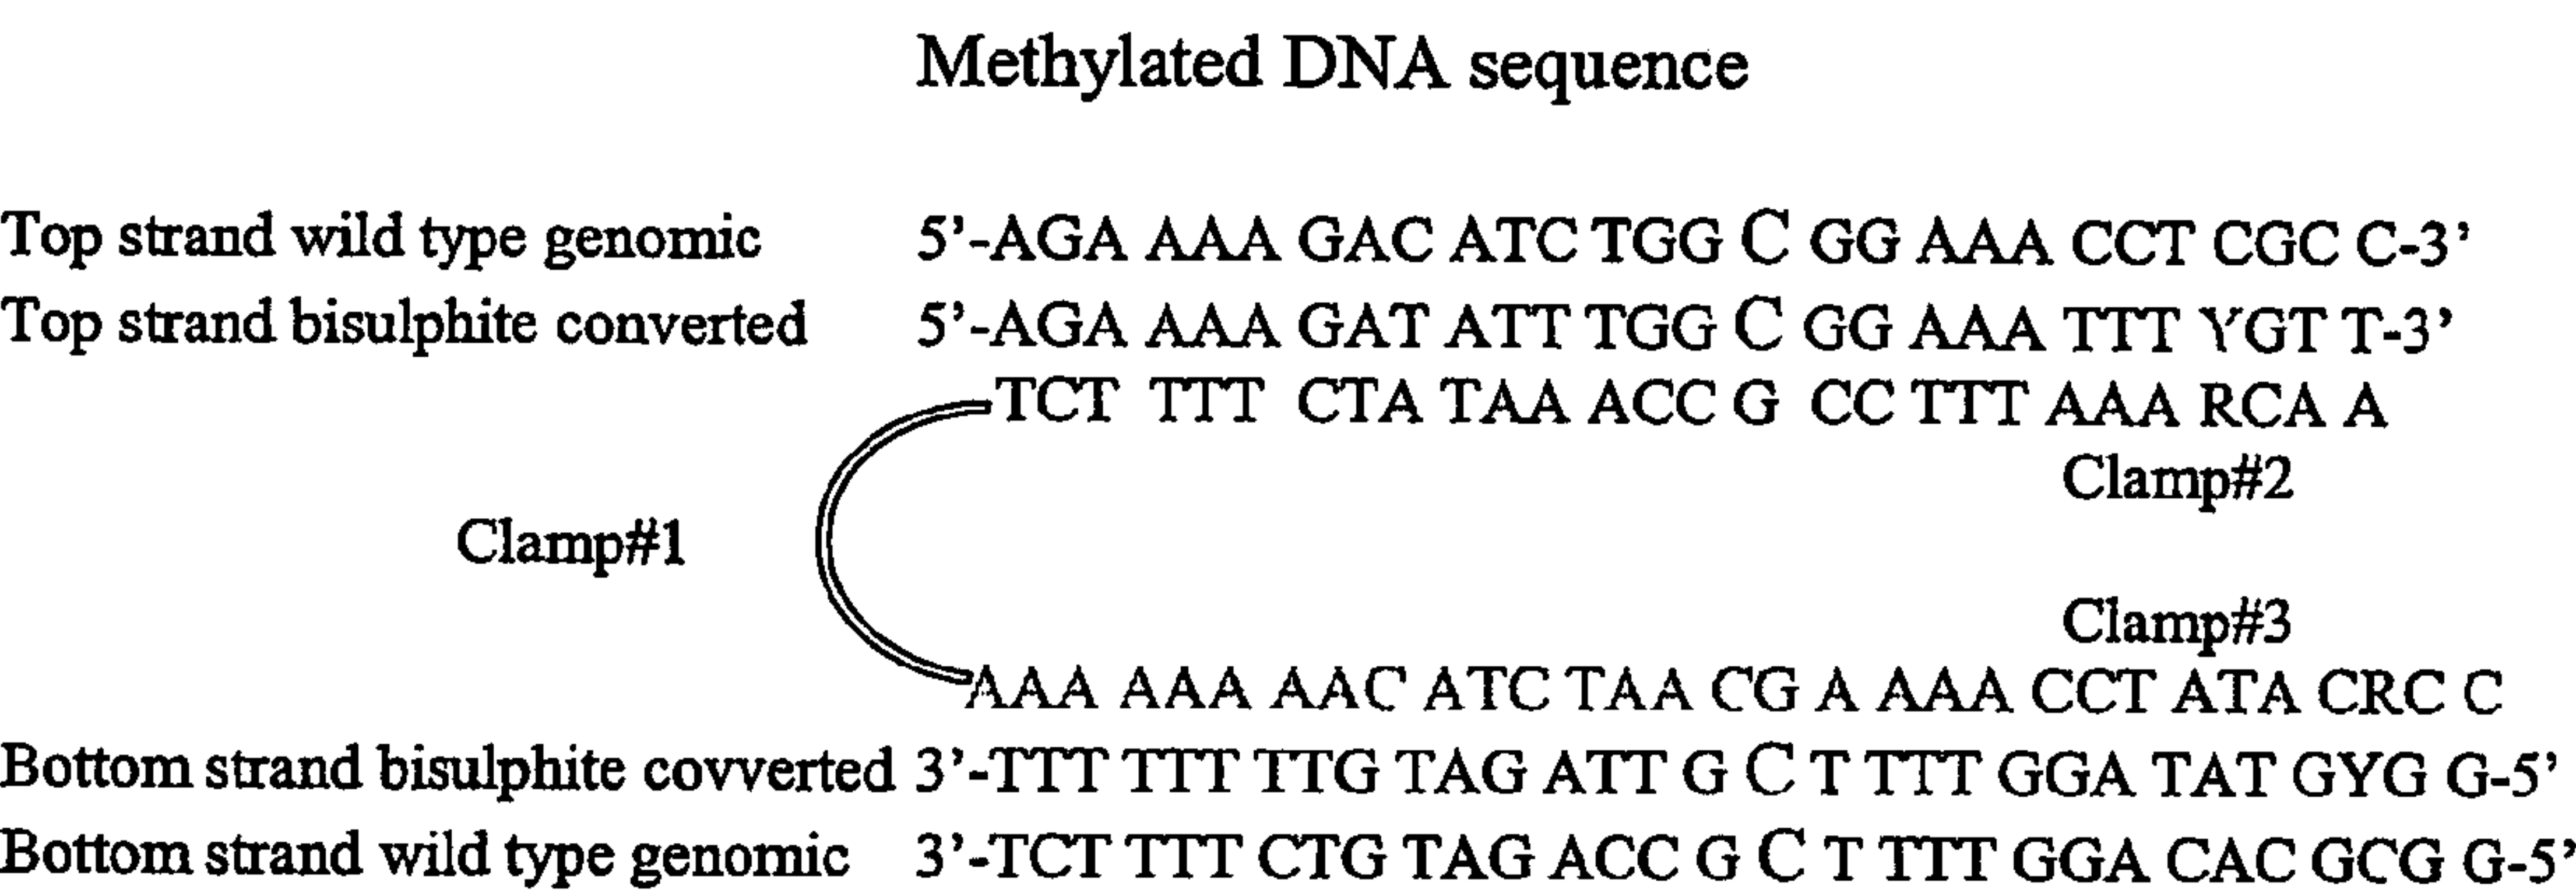 Methylated DNA sequence
Top strand wild type genomic 5’-AGA AAA GAC ATC TGG C GG AAA CCT CGC C-3’
Top strand bisulphite converted 5’-AGA AAA GAT ATT TGG C GG AAA TTT YGT T-3’
TCT TTT CTA TAA ACC G CC TTT AAA RCA A
Clamp#2
Clamp#1
Clamp#3
AAA AAA AAC ATC TAA CG A AAA CCT ATA CRC C
Bottom strand bisulphite covverted 3’-TTT TTT TTG TAG ATT G C T TTT GGA TAT GYG G-5’
Bottom strand wild type genomic 3’-TCT TTT CTG TAG ACC G C T TTT GGA CAC GCG G-5’